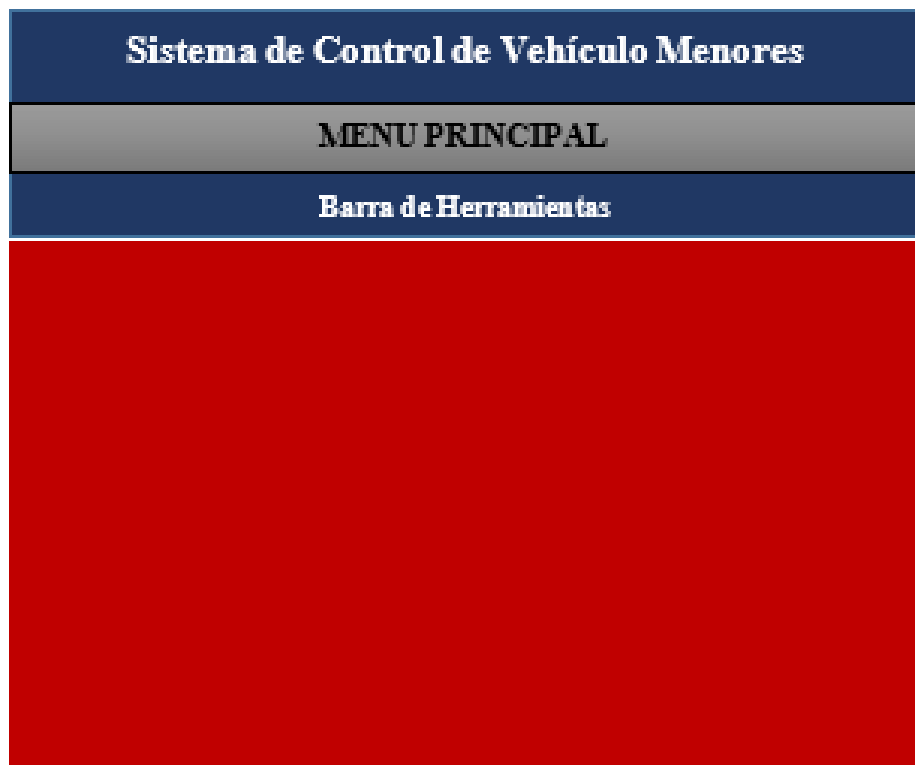 Sistema de Control de Vehículo Menores
MENU PRINCIPAL
Barra de Herramientas